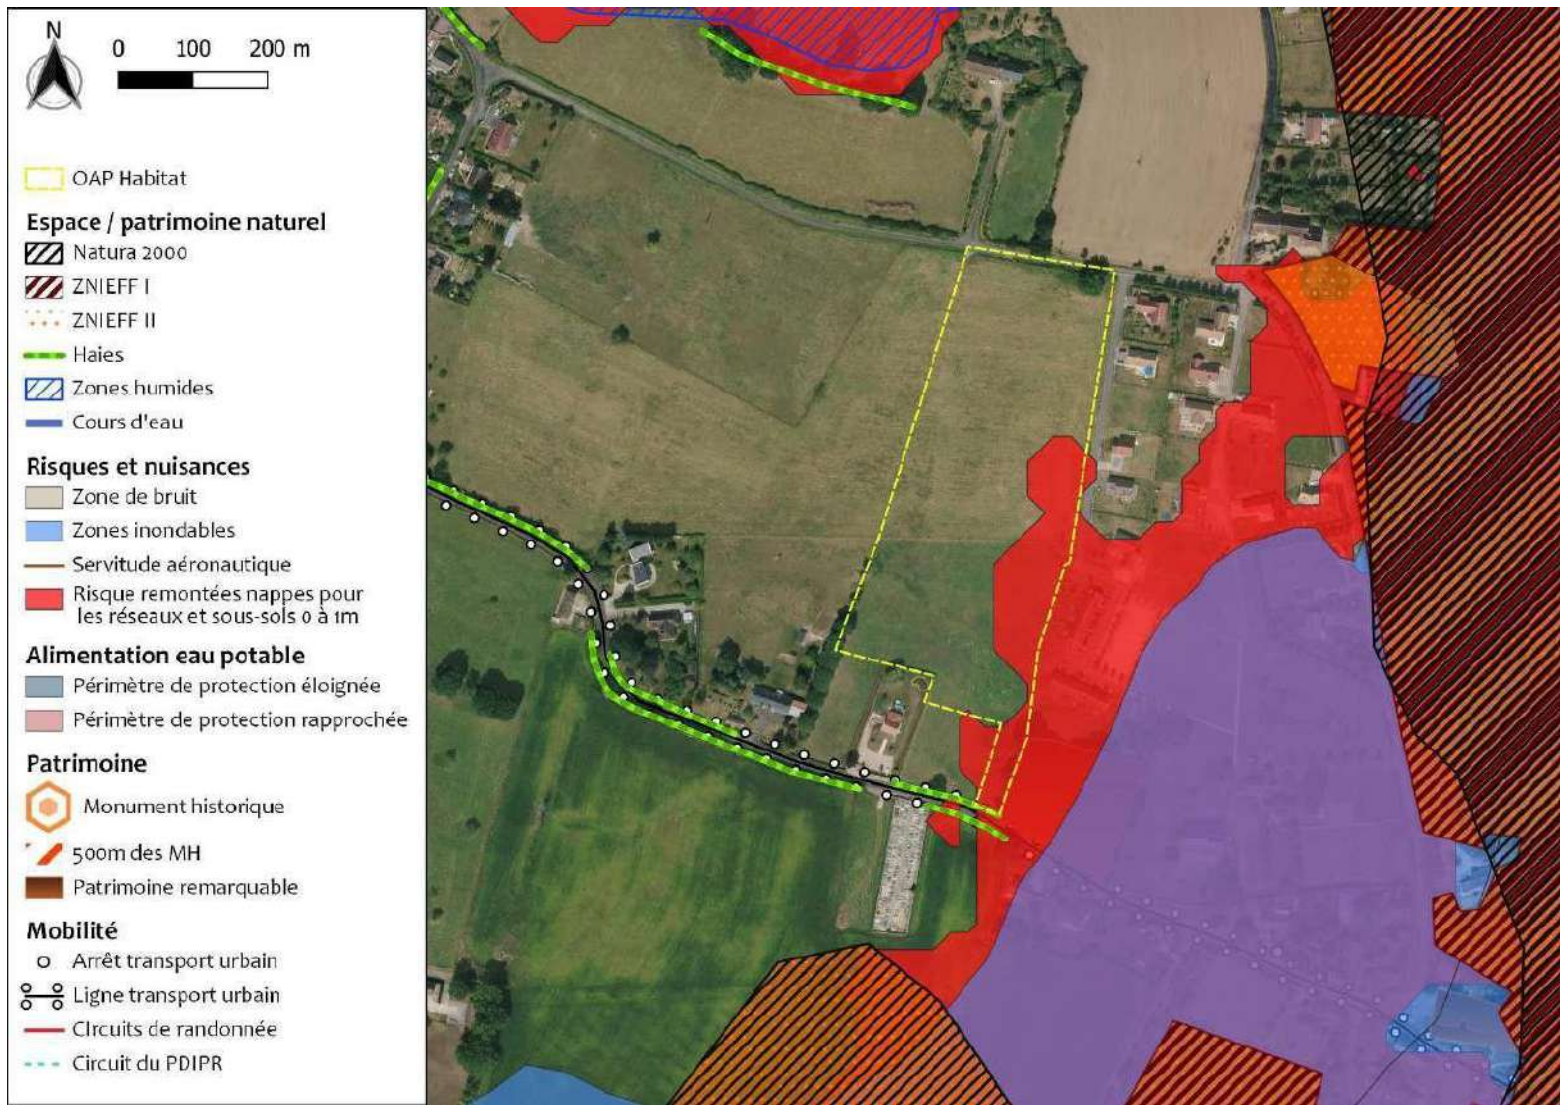 N
0 100 200 m
OAP Habitat
Espace / patrimoine naturel
Natura 2000
ZNIEFF I
ZNIEFF II
Haies
Zones humides
Cours d'eau
Risques et nuisances
Zone de bruit
Zones inondables
Servitude aéronautique
Risque remontées nappes pour
les réseaux et sous-sols 0 à 1m
Alimentation eau potable
Périmètre de protection éloignée
Périmètre de protection rapprochée
Patrimoine
Monument historique
500m des MH
Patrimoine remarquable
Mobilité
Arrêt transport urbain
Ligne transport urbain
CIrcuits de randonnée
Circuit du PDIPR